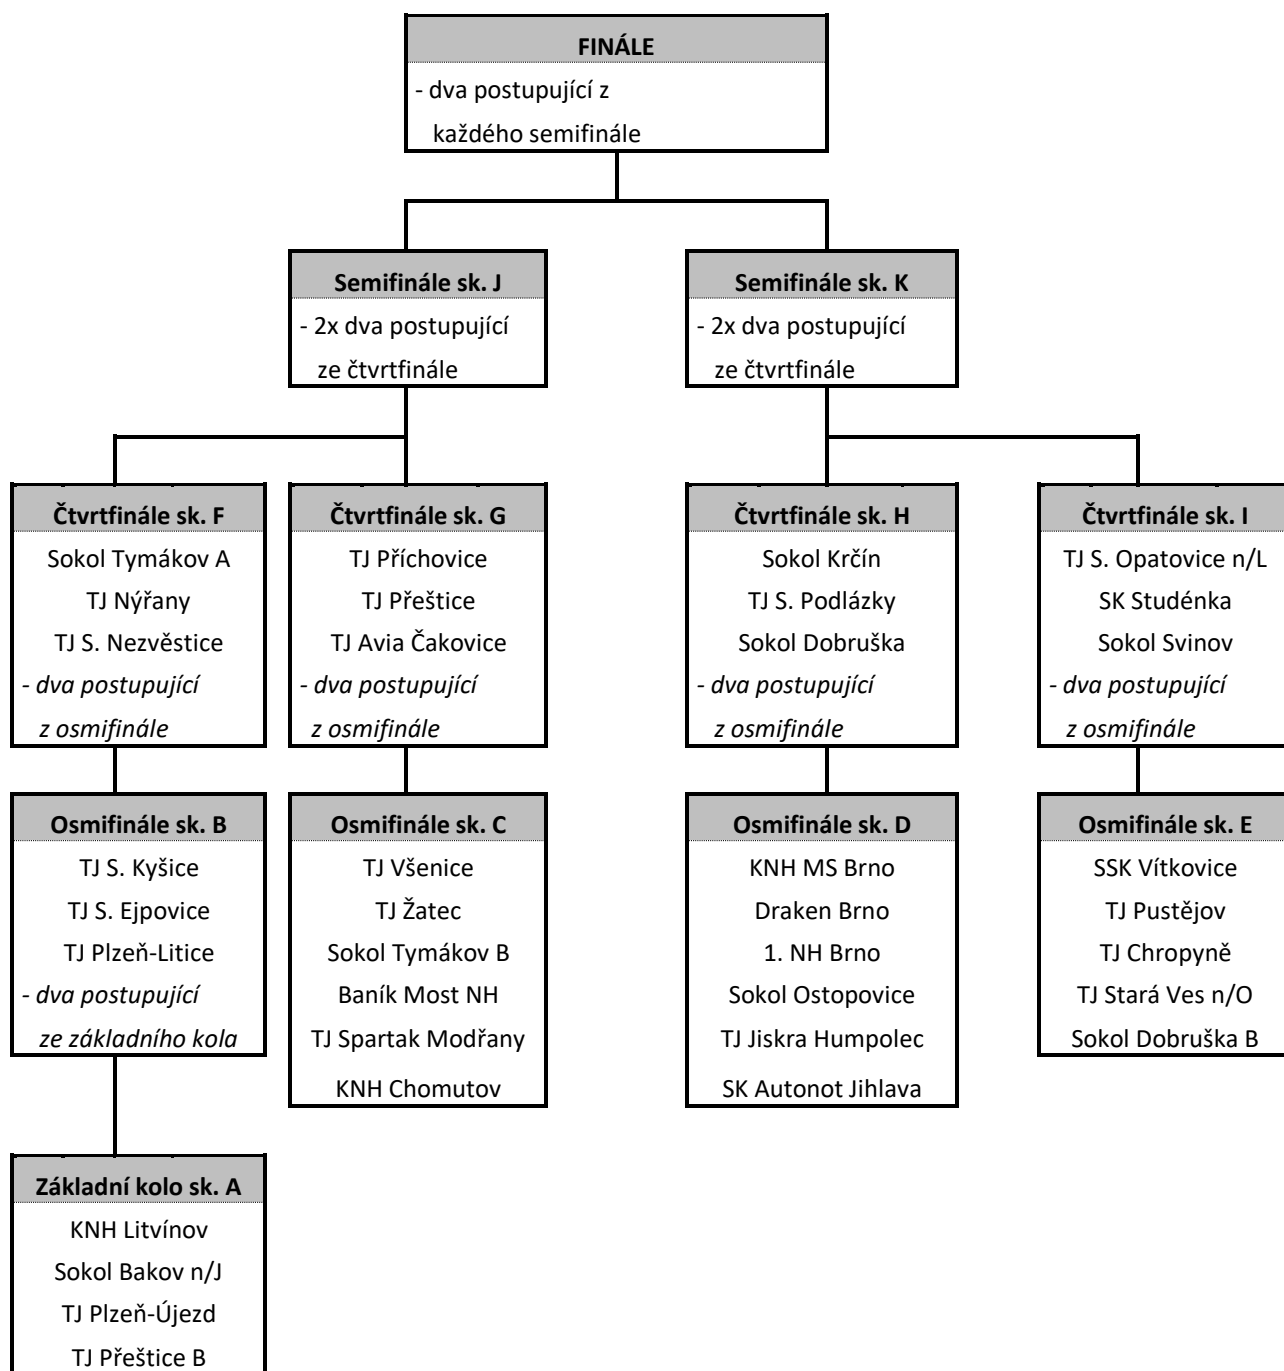 FINÁLE
- dva postupující z
každého semifinále
Semifinále sk. J
- 2x dva postupující
ze čtvrtfinále
Semifinále sk. K
- 2x dva postupující
ze čtvrtfinále
Čtvrtfinále sk. F
Sokol Tymákov A
TJ Nýřany
TJ S. Nezvěstice
- dva postupující
z osmifinále
Čtvrtfinále sk. G
TJ Příchovice
TJ Přeštice
TJ Avia Čakovice
- dva postupující
z osmifinále
Čtvrtfinále sk. H
Sokol Krčín
TJ S. Podlázky
Sokol Dobruška
- dva postupující
z osmifinále
Čtvrtfinále sk. I
TJ S. Opatovice n/L
SK Studénka
Sokol Svinov
- dva postupující
z osmifinále
Osmifinále sk. B
TJ S. Kyšice
TJ S. Ejpovice
TJ Plzeň-Litice
- dva postupující
ze základního kola
Osmifinále sk. C
TJ Všenice
TJ Žatec
Sokol Tymákov B
Baník Most NH
TJ Spartak Modřany
KNH Chomutov
Osmifinále sk. D
KNH MS Brno
Draken Brno
1. NH Brno
Sokol Ostopovice
TJ Jiskra Humpolec
SK Autonot Jihlava
Osmifinále sk. E
SSK Vítkovice
TJ Pustějov
TJ Chropyně
TJ Stará Ves n/O
Sokol Dobruška B
Základní kolo sk. A
KNH Litvínov
Sokol Bakov n/J
TJ Plzeň-Újezd
TJ Přeštice B